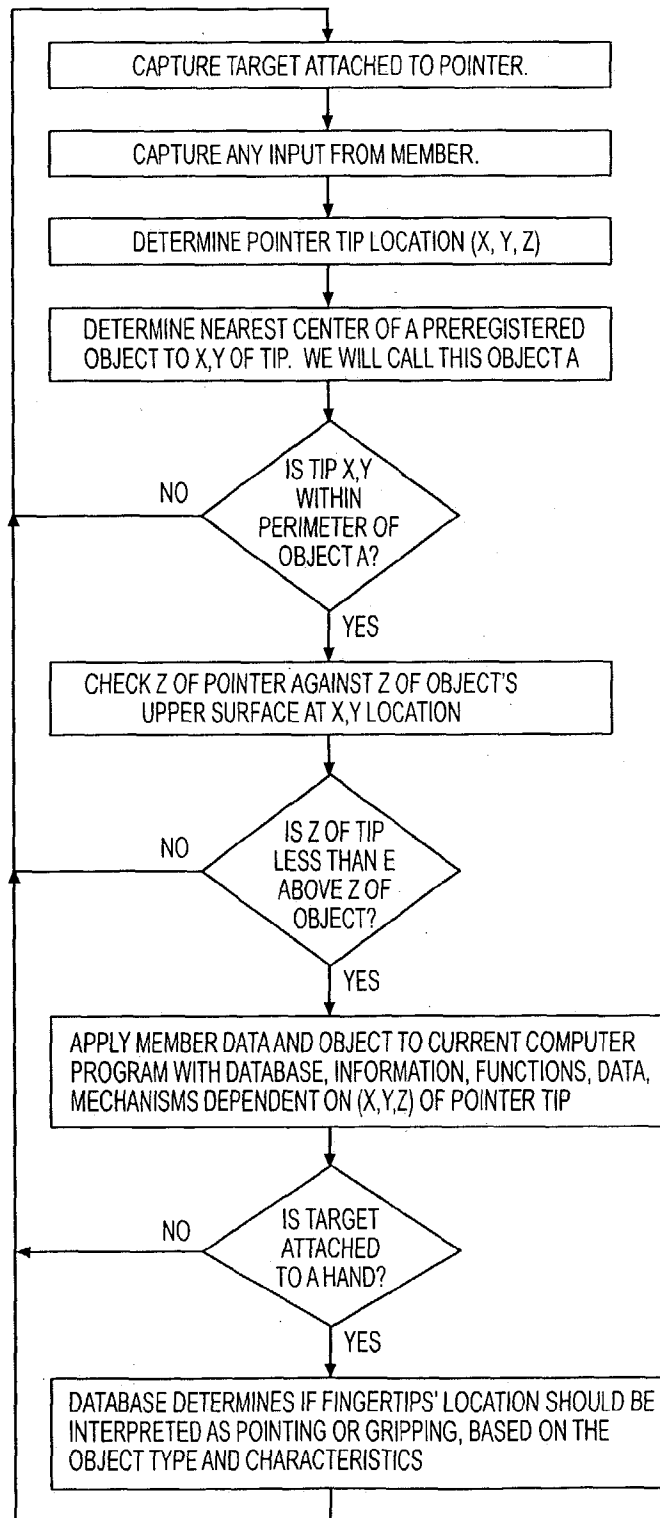 CAPTURE TARGET ATTACHED TO POINTER.
CAPTURE ANY INPUT FROM MEMBER.
DETERMINE POINTER TIP LOCATION (X, Y, Z)
DETERMINE NEAREST CENTER OF A PREREGISTERED
OBJECT TO X,Y OF TIP. WE WILL CALL THIS OBJECT A
IS TIP X,Y
WITHIN
PERIMETER OF
OBJECT A?
NO
YES
CHECK Z OF POINTER AGAINST Z OF OBJECT'S
UPPER SURFACE AT X,Y LOCATION
IS Z OF TIP
LESS THAN E
ABOVE Z OF
OBJECT?
NO
YES
APPLY MEMBER DATA AND OBJECT TO CURRENT COMPUTER
PROGRAM WITH DATABASE, INFORMATION, FUNCTIONS, DATA,
MECHANISMS DEPENDENT ON (X,Y,Z) OF POINTER TIP
IS TARGET
ATTACHED
TO A HAND?
NO
YES
DATABASE DETERMINES IF FINGERTIPS' LOCATION SHOULD BE
INTERPRETED AS POINTING OR GRIPPING, BASED ON THE
OBJECT TYPE AND CHARACTERISTICS